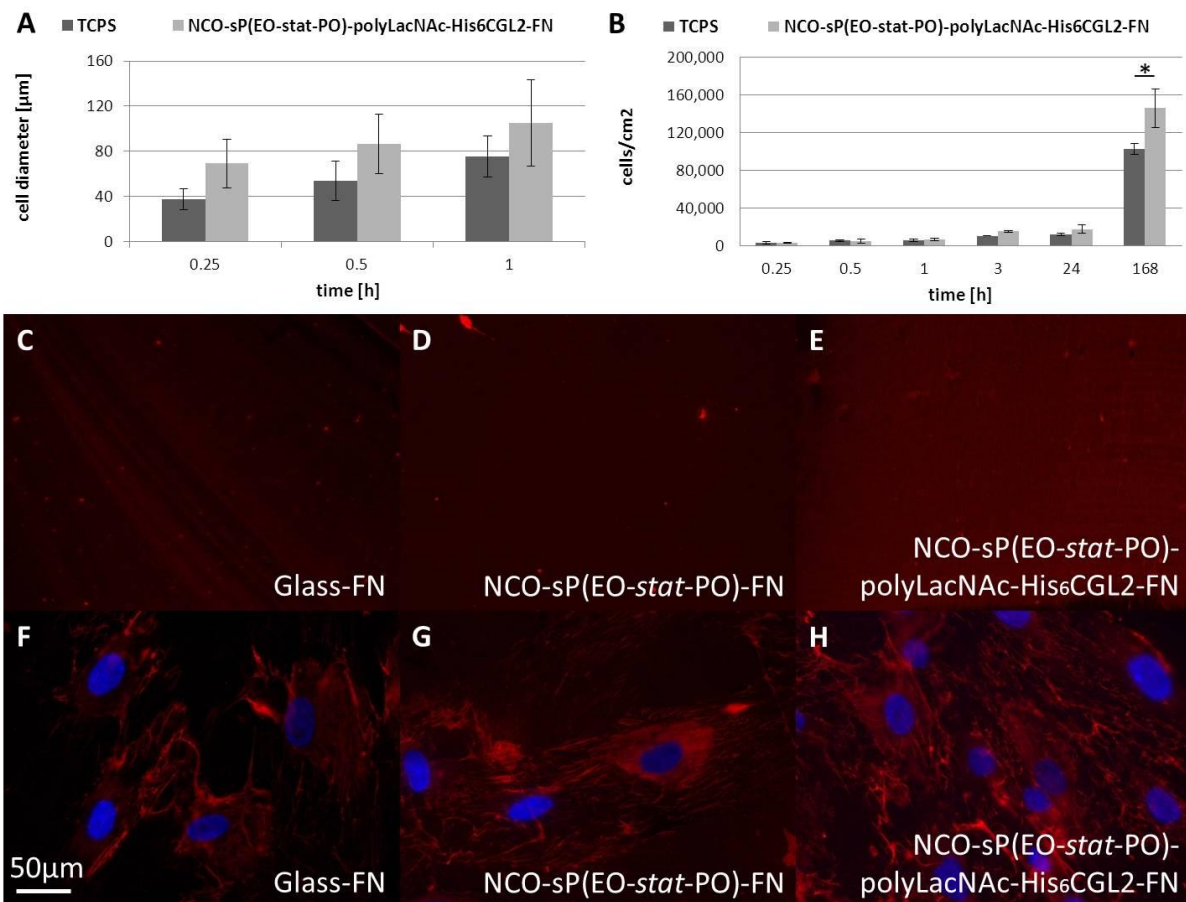 A
TCPS NCO-sP(EO-stat-PO)-polyLacNAc-His6CGL2-FN
cell diameter [µm]
160
120
80
40
0
0.25 0.5 1
time [h]
B
TCPS NCO-sP(EO-stat-PO)-polyLacNAc-His6CGL2-FN
cells/cm2
200,000
160,000
120,000
80,000
40,000
0
*
0.25 0.5 1 3 24 168
time [h]
C
Glass-FN
D
NCO-sP(EO-stat-PO)-FN
E
NCO-sP(EO-stat-PO)-
polyLacNAc-His₆CGL2-FN
F
50µm
Glass-FN
G
NCO-sP(EO-stat-PO)-FN
H
NCO-sP(EO-stat-PO)-
polyLacNAc-His₆CGL2-FN